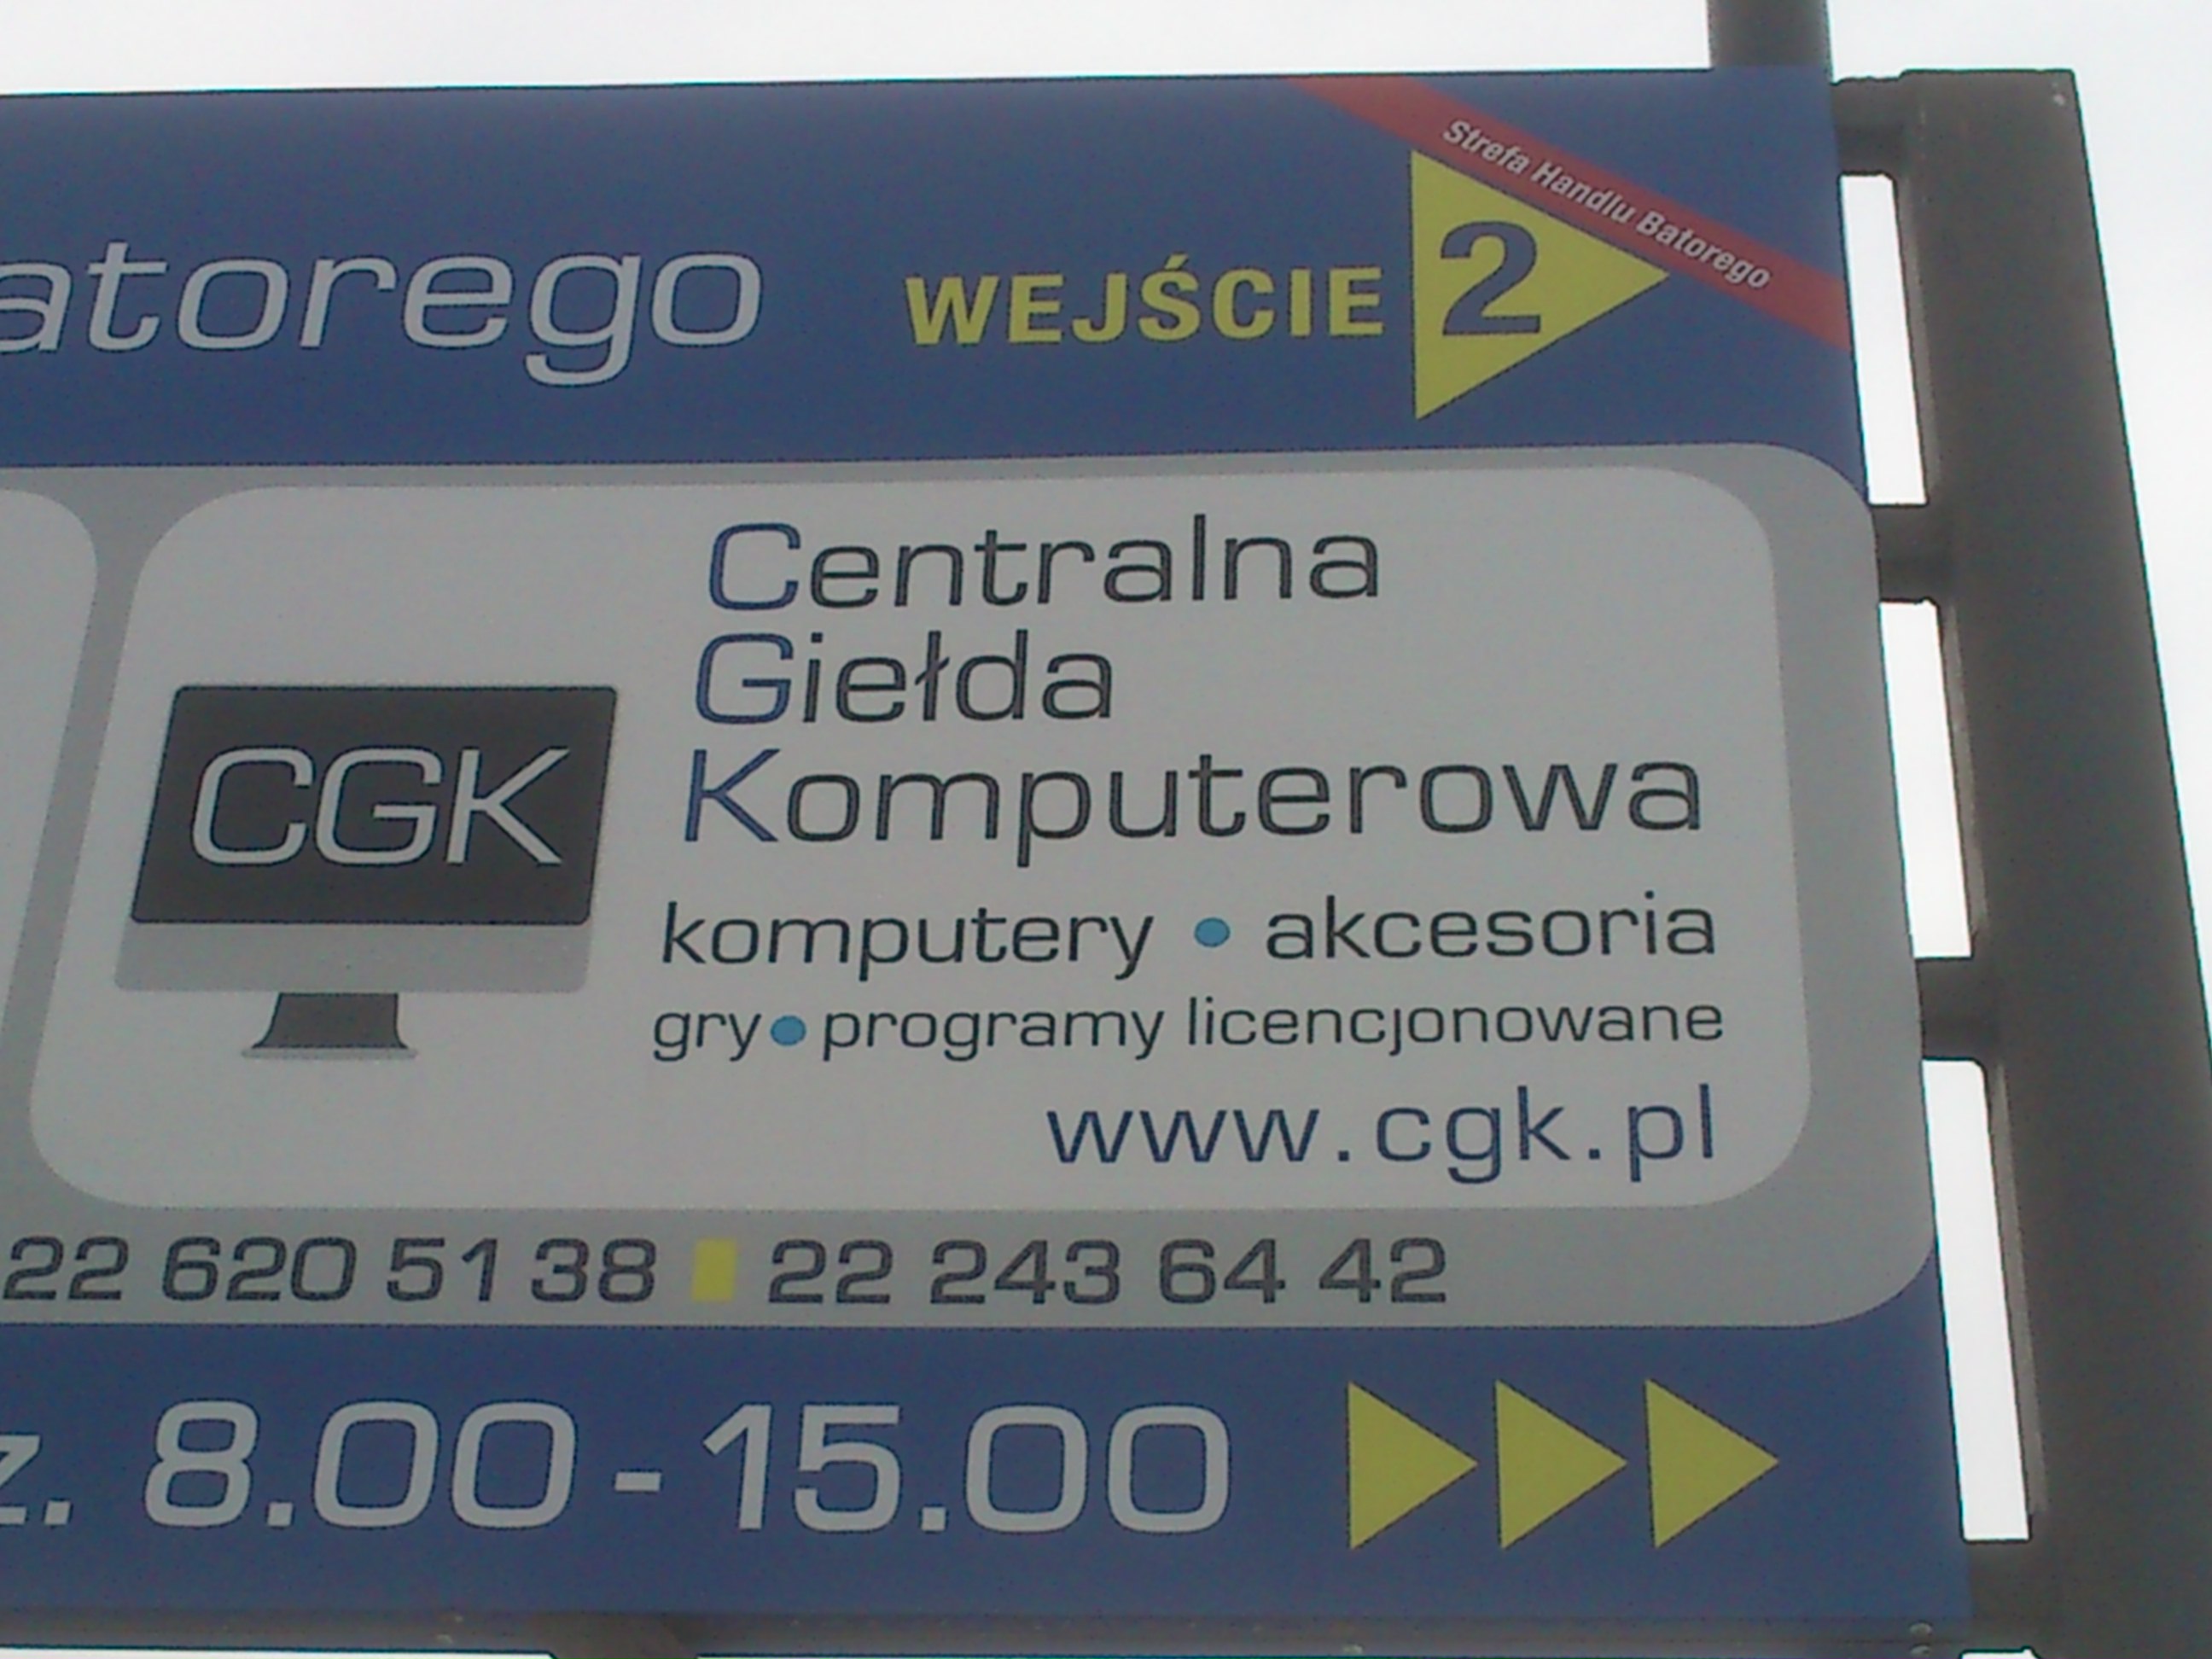 Strefa Handlu Batorego
atorego WEJŚCIE 2
Centralna
Giełda
Komputerowa
CGK
komputery • akcesoria
gry • programy licencjonowane
www.cgk.pl
22 620 51 38 22 243 64 42
z. 8.00 - 15.00